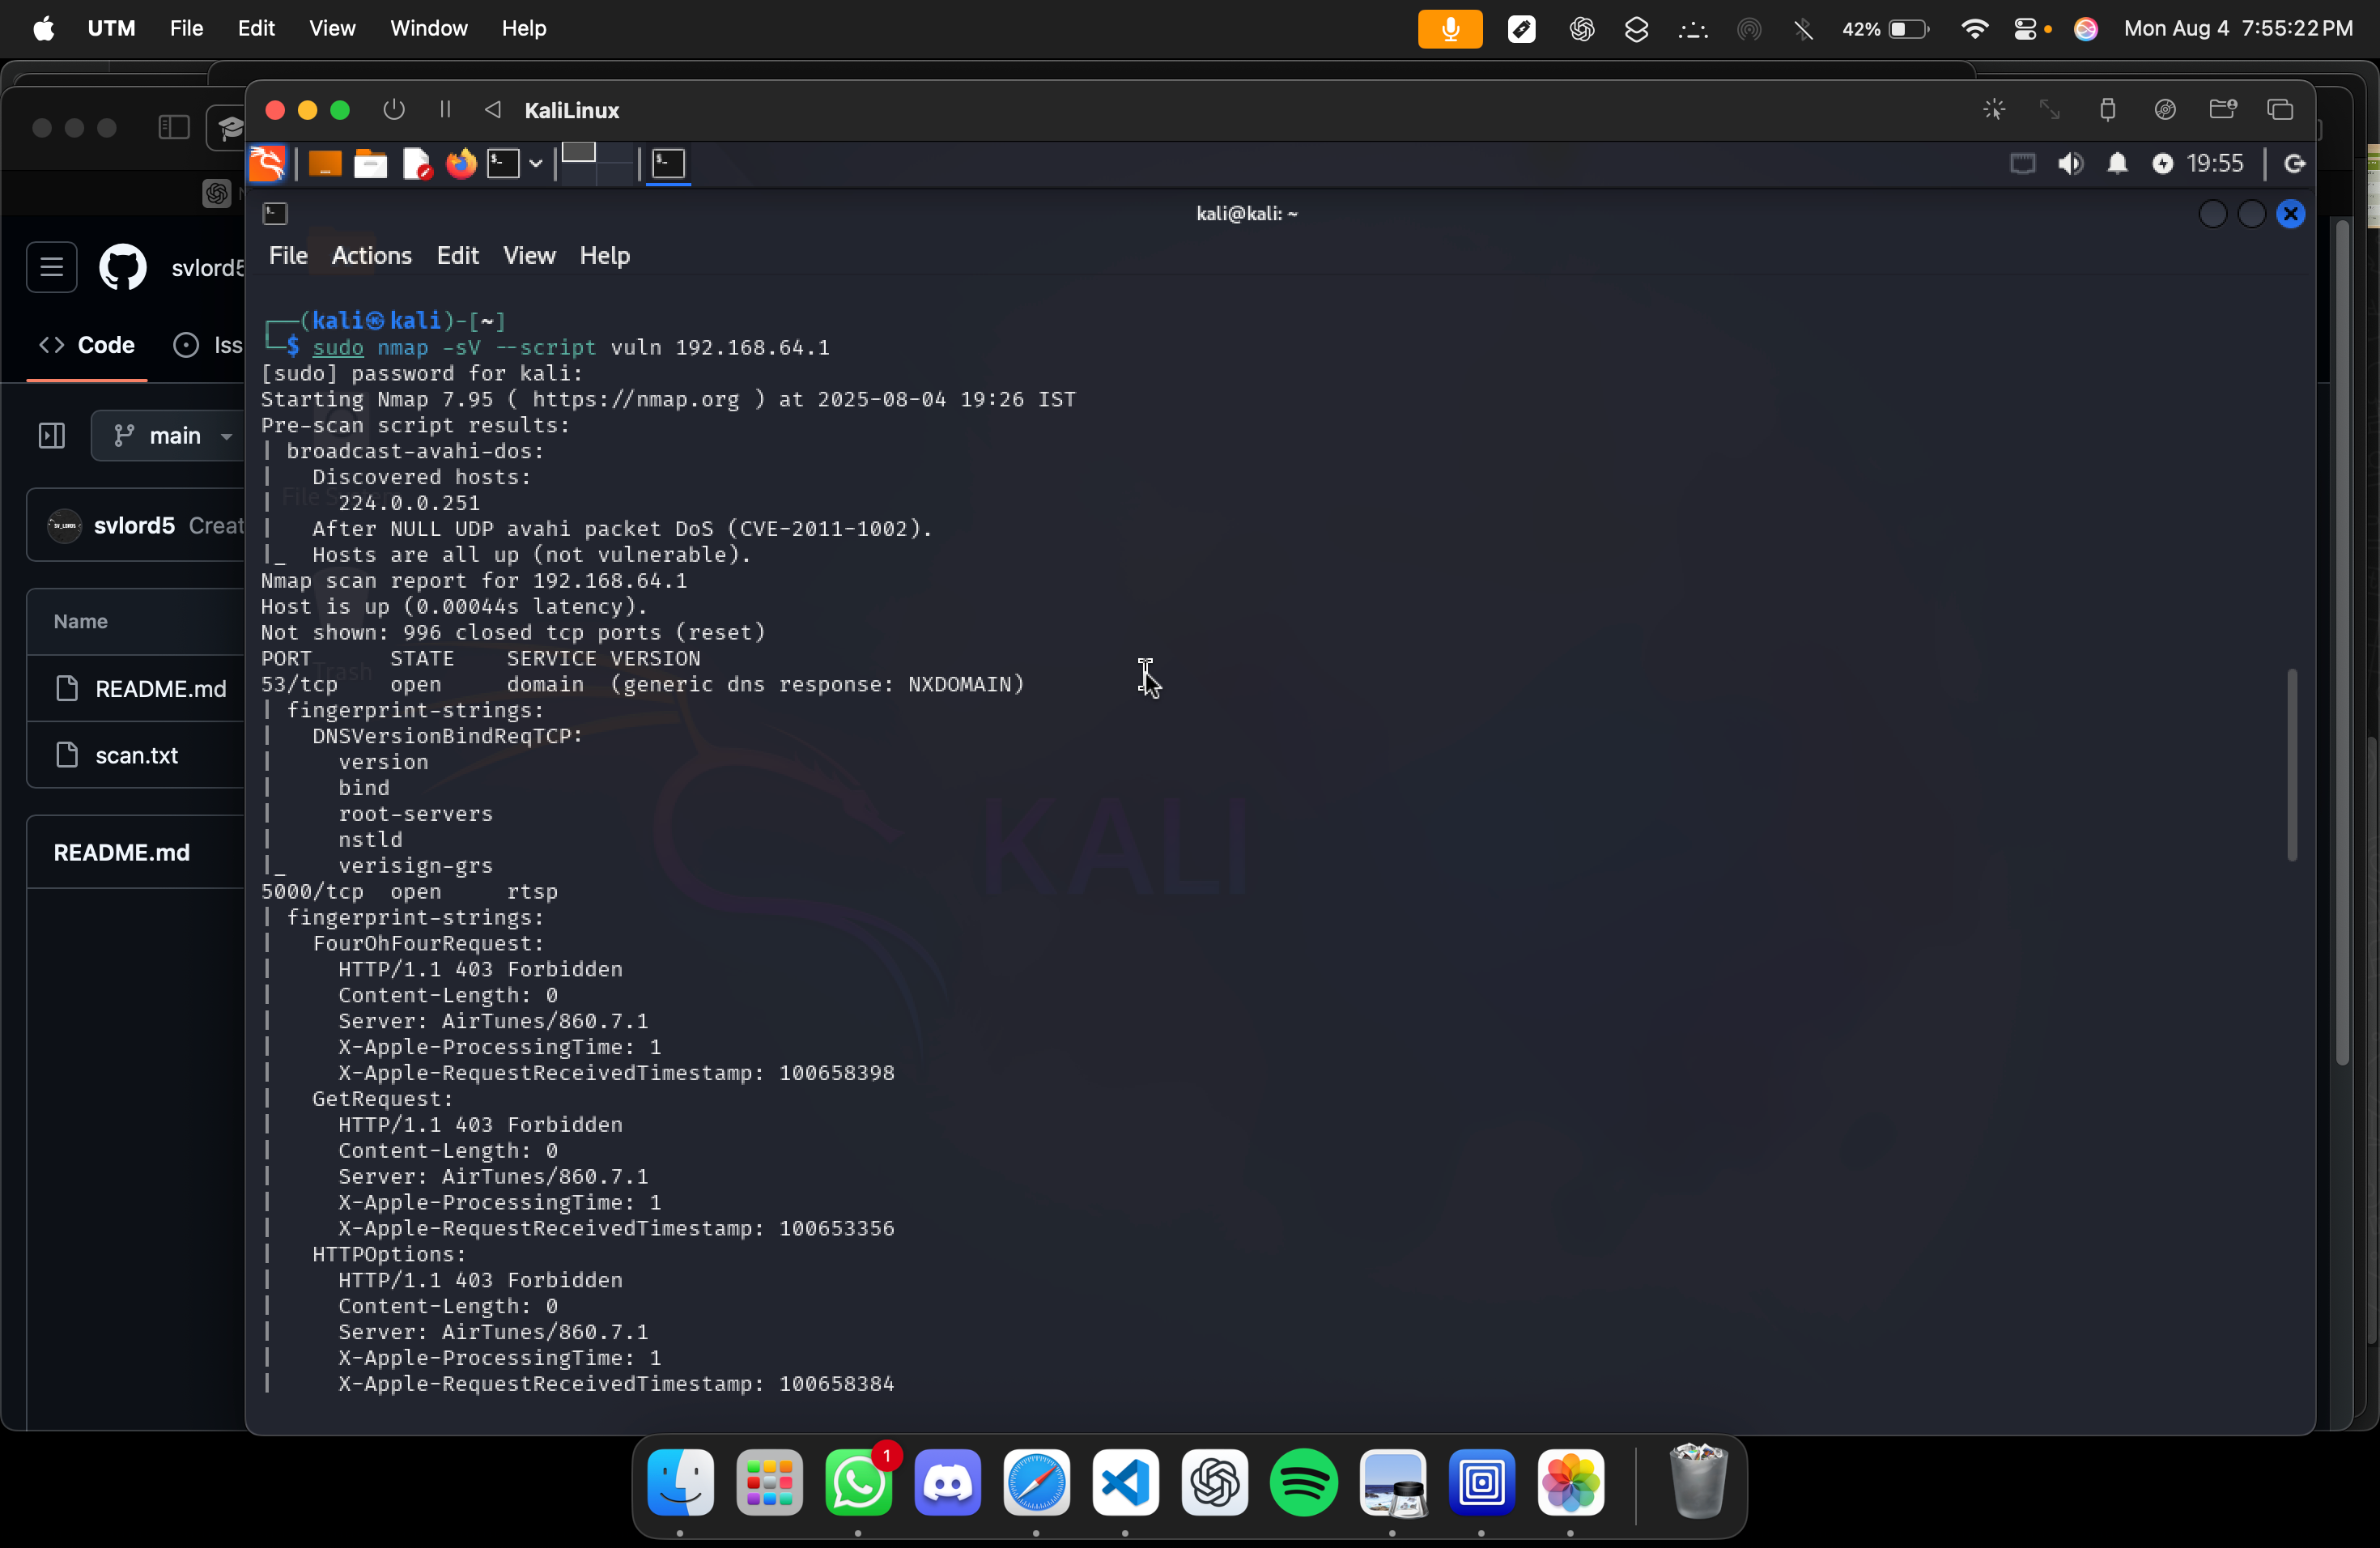 UTM File Edit View Window Help 42% Mon Aug 4 7:55:22 PM
KaliLinux
19:55
kali@kali: ~
File Actions Edit View Help
svlord5
Code Iss
main
svlord5 Creat
Name
README.md
scan.txt
README.md
File System
Trash
KALI
┌──(kali㉿kali)-[~]
└─$ sudo nmap -sV --script vuln 192.168.64.1
[sudo] password for kali:
Starting Nmap 7.95 ( https://nmap.org ) at 2025-08-04 19:26 IST
Pre-scan script results:
| broadcast-avahi-dos:
|   Discovered hosts:
|     224.0.0.251
|   After NULL UDP avahi packet DoS (CVE-2011-1002).
|_  Hosts are all up (not vulnerable).
Nmap scan report for 192.168.64.1
Host is up (0.00044s latency).
Not shown: 996 closed tcp ports (reset)
PORT      STATE    SERVICE VERSION
53/tcp    open     domain  (generic dns response: NXDOMAIN)
| fingerprint-strings:
|   DNSVersionBindReqTCP:
|     version
|     bind
|     root-servers
|     nstld
|_    verisign-grs
5000/tcp  open     rtsp
| fingerprint-strings:
|   FourOhFourRequest:
|     HTTP/1.1 403 Forbidden
|     Content-Length: 0
|     Server: AirTunes/860.7.1
|     X-Apple-ProcessingTime: 1
|     X-Apple-RequestReceivedTimestamp: 100658398
|   GetRequest:
|     HTTP/1.1 403 Forbidden
|     Content-Length: 0
|     Server: AirTunes/860.7.1
|     X-Apple-ProcessingTime: 1
|     X-Apple-RequestReceivedTimestamp: 100653356
|   HTTPOptions:
|     HTTP/1.1 403 Forbidden
|     Content-Length: 0
|     Server: AirTunes/860.7.1
|     X-Apple-ProcessingTime: 1
|     X-Apple-RequestReceivedTimestamp: 100658384
1